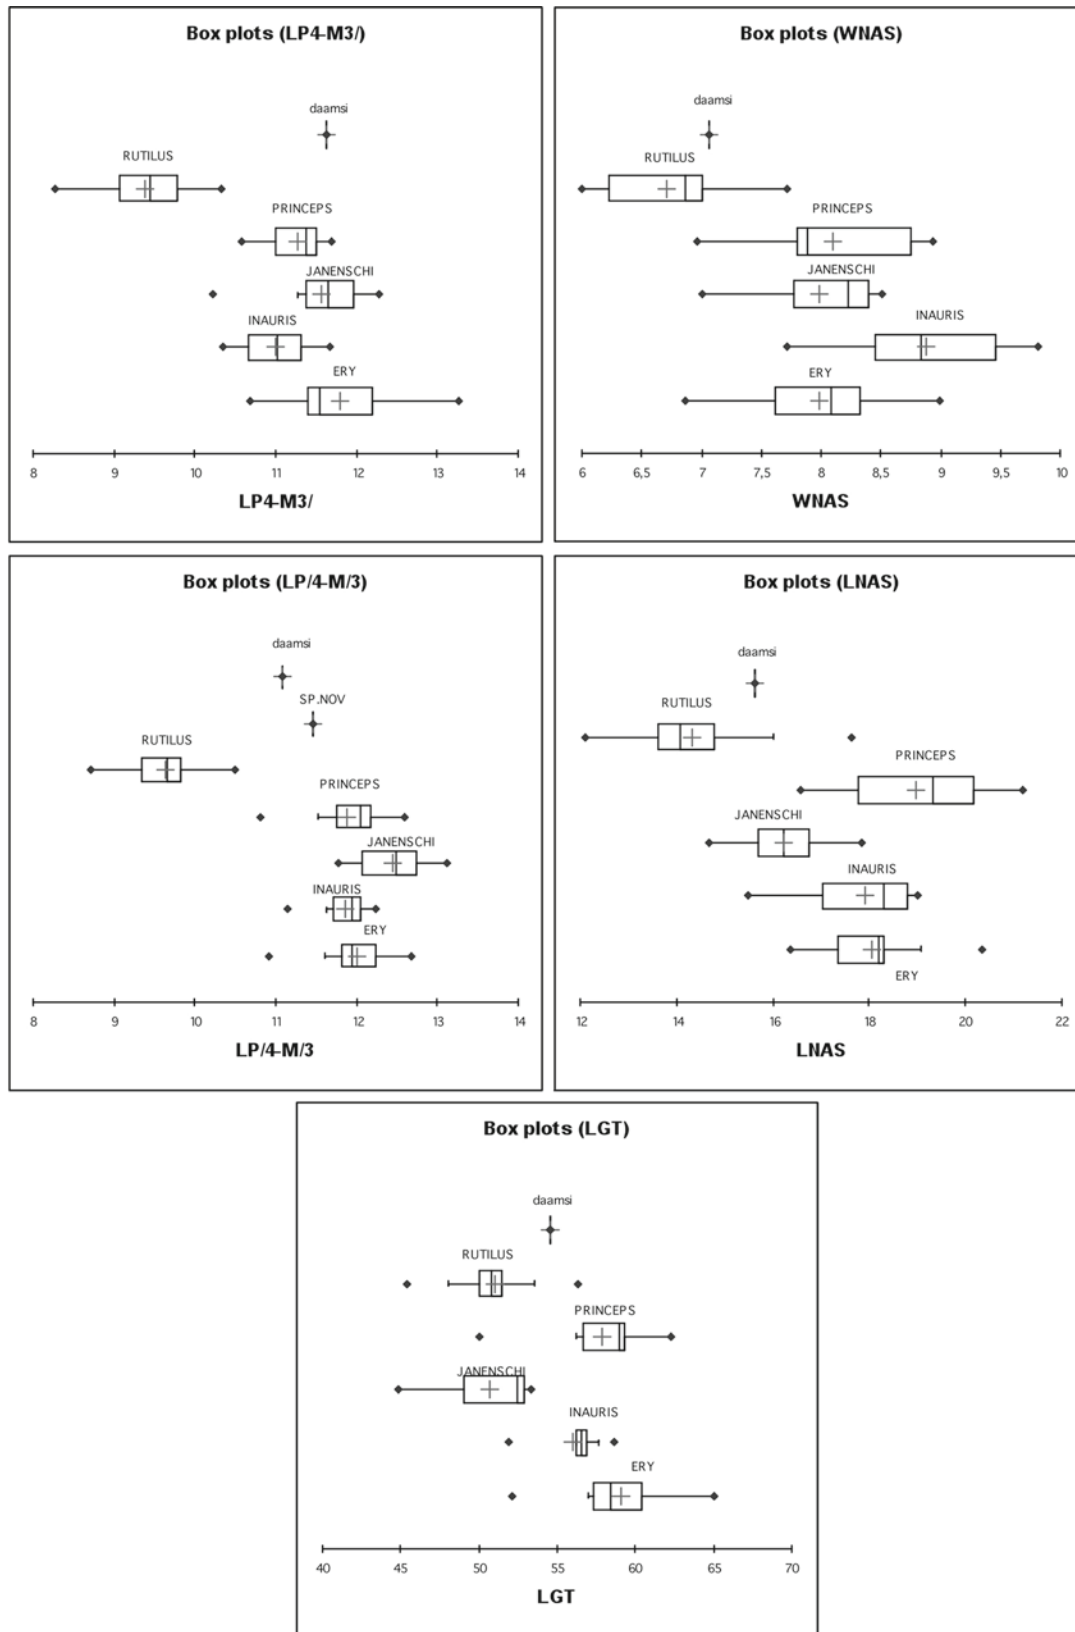 Box plots (LP4-M3/)
daamsi
RUTILUS
PRINCEPS
JANENSCHI
INAURIS
ERY
8 9 10 11 12 13 14
LP4-M3/
Box plots (WNAS)
daamsi
RUTILUS
PRINCEPS
JANENSCHI
INAURIS
ERY
6 6,5 7 7,5 8 8,5 9 9,5 10
WNAS
Box plots (LP/4-M/3)
daamsi
SP.NOV
RUTILUS
PRINCEPS
JANENSCHI
INAURIS
ERY
8 9 10 11 12 13 14
LP/4-M/3
Box plots (LNAS)
daamsi
RUTILUS
PRINCEPS
JANENSCHI
INAURIS
ERY
12 14 16 18 20 22
LNAS
Box plots (LGT)
daamsi
RUTILUS
PRINCEPS
JANENSCHI
INAURIS
ERY
40 45 50 55 60 65 70
LGT